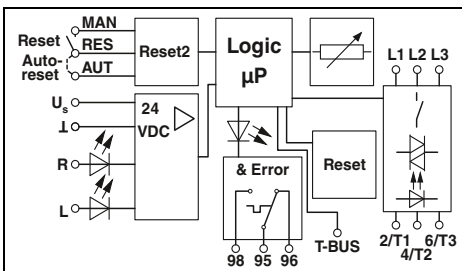 MAN
Reset
RES
Auto-
reset
AUT
Reset2
Logic
µP
L1 L2 L3
Us
⊥
24
VDC
R
L
& Error
Reset
98 95 96
T-BUS
2/T1
4/T2
6/T3